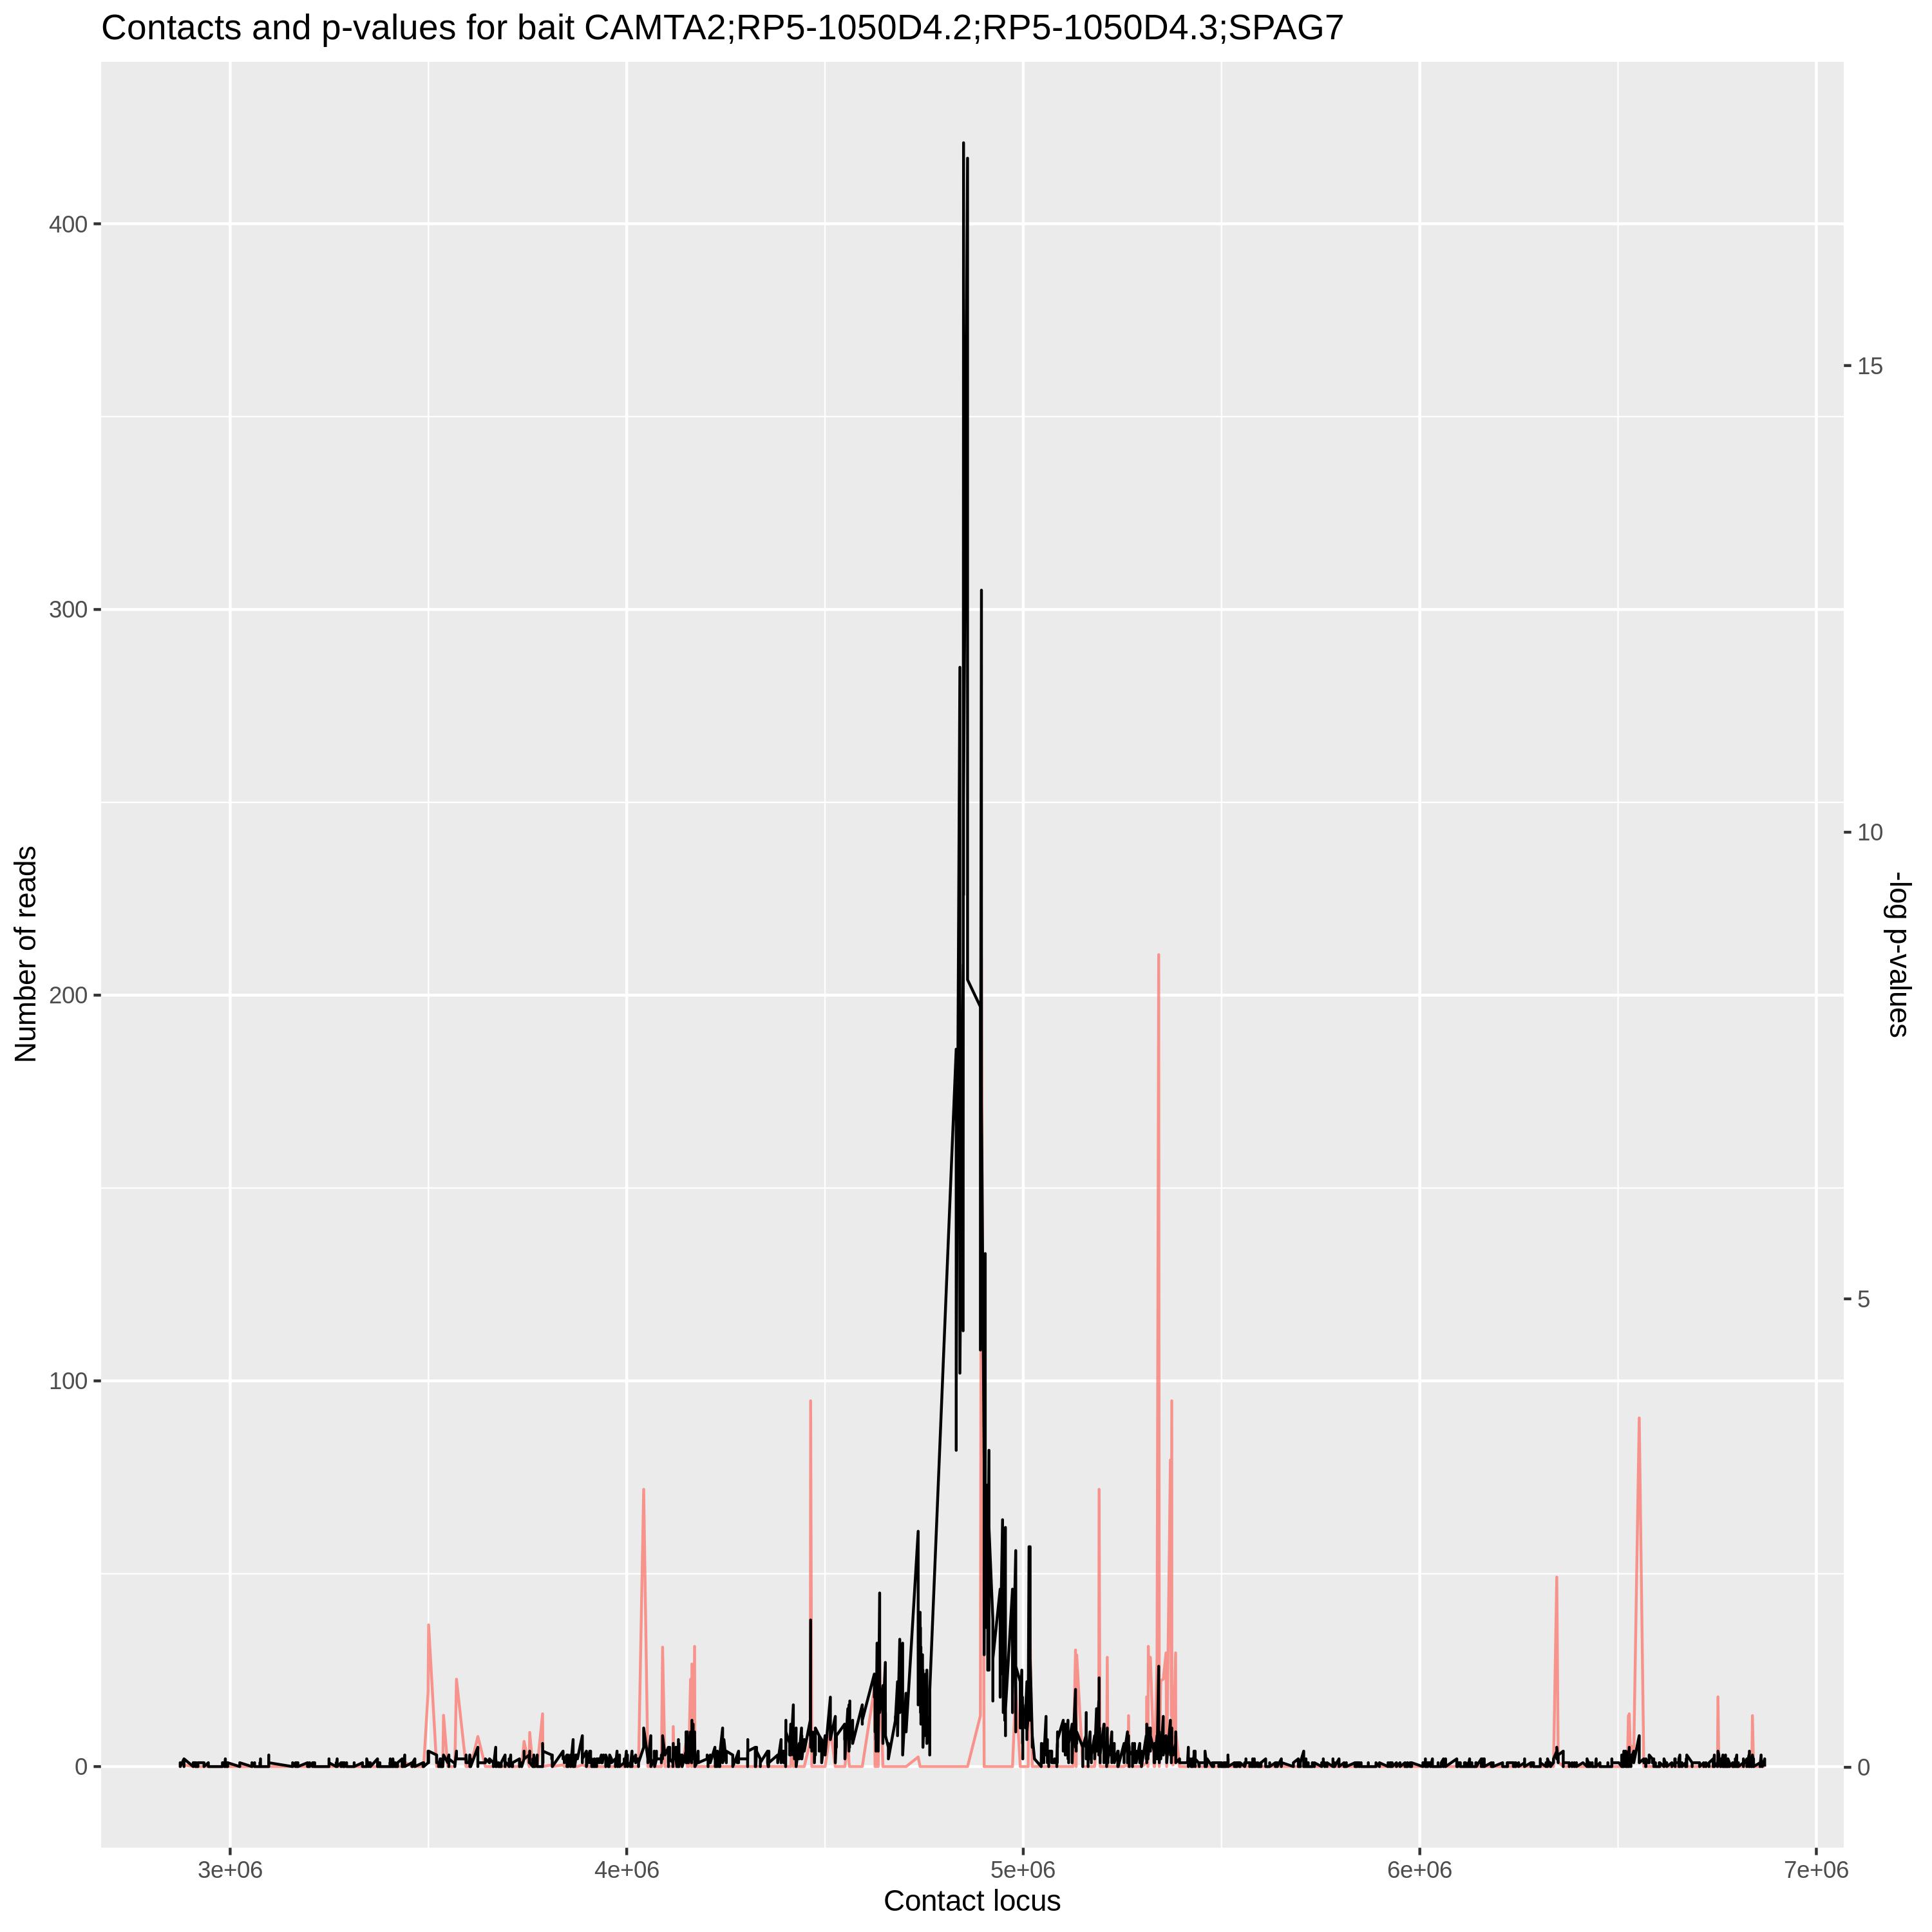 Contacts and p-values for bait CAMTA2;RP5-1050D4.2;RP5-1050D4.3;SPAG7
Number of reads
400
300
200
100
0
15
10
5
0
-log p-values
3e+06
4e+06
5e+06
6e+06
7e+06
Contact locus